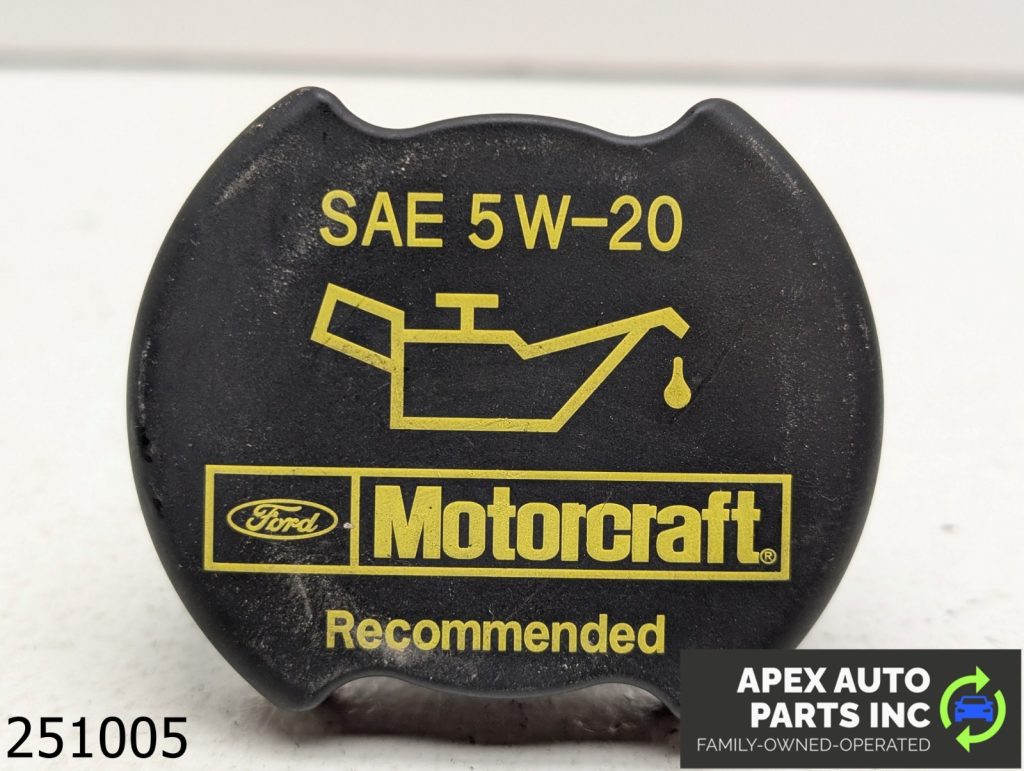 SAE 5W-20
Ford Motorcraft®
Recommended
APEX AUTO
PARTS INC
FAMILY-OWNED-OPERATED
251005